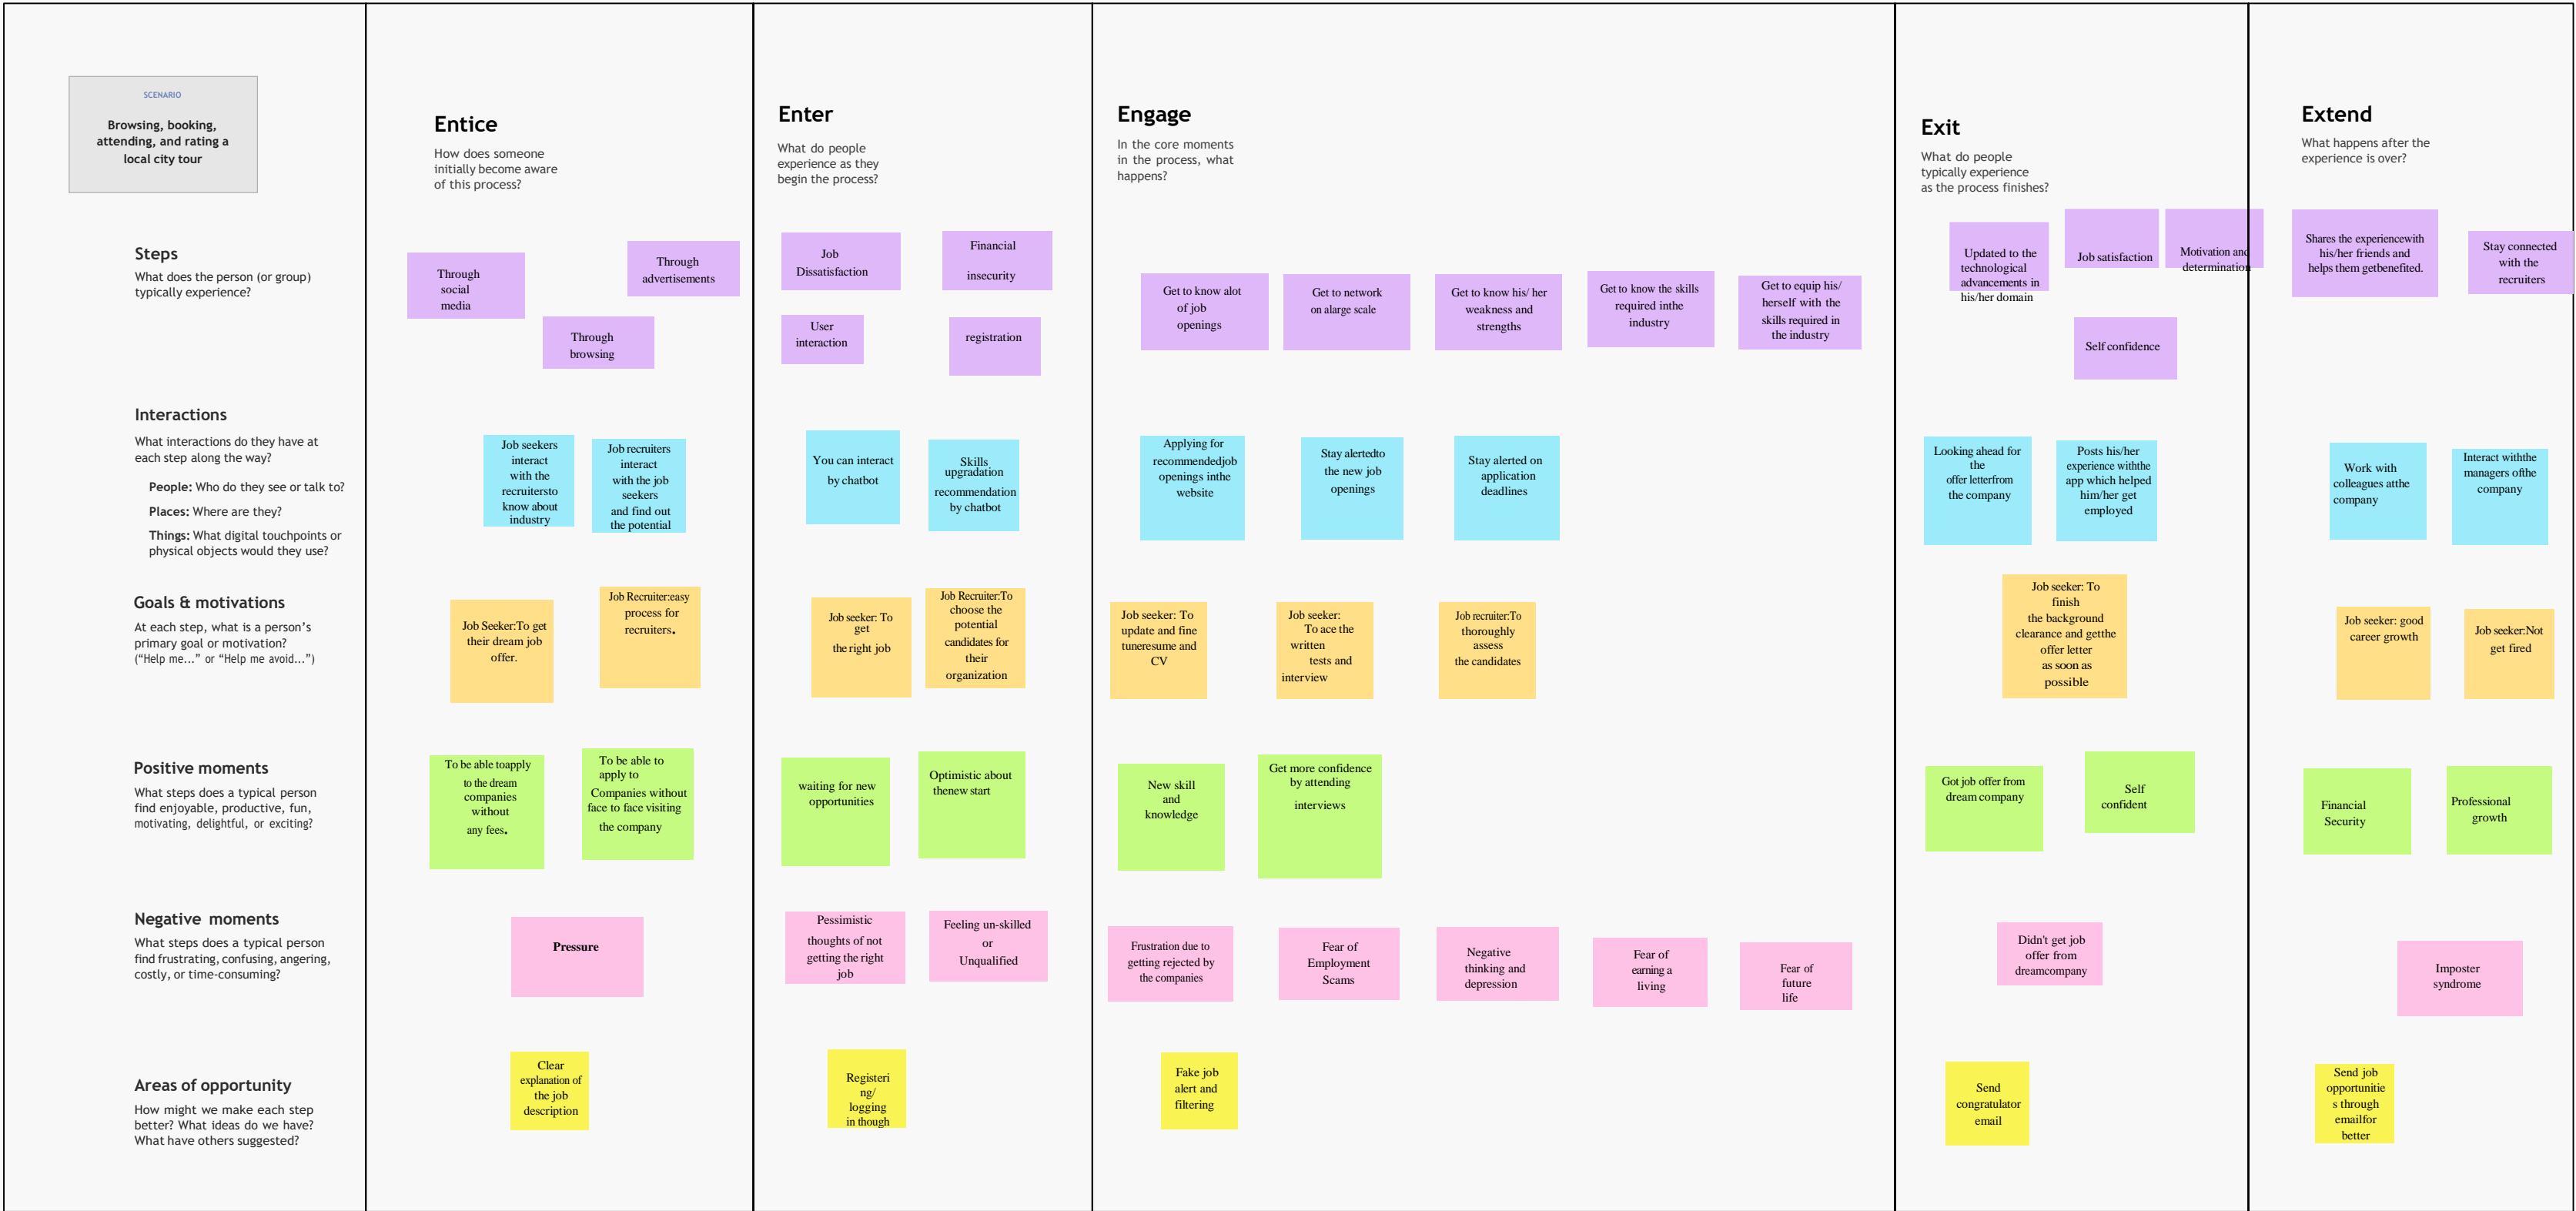 SCENARIO
Browsing, booking,
attending, and rating a
local city tour
Entice
How does someone
initially become aware
of this process?
Enter
What do people
experience as they
begin the process?
Engage
In the core moments
in the process, what
happens?
Exit
What do people
typically experience
as the process finishes?
Extend
What happens after the
experience is over?
Steps
What does the person (or group)
typically experience?
Through
social
media
Through
advertisements
Through
browsing
Job
Dissatisfaction
Financial
insecurity
User
interaction
registration
Get to know alot
of job
openings
Get to network
on alarge scale
Get to know his/ her
weakness and
strengths
Get to know the skills
required inthe
industry
Get to equip his/
herself with the
skills required in
the industry
Updated to the
technological
advancements in
his/her domain
Job satisfaction
Motivation and
determination
Self confidence
Shares the experiencewith
his/her friends and
helps them getbenefited.
Stay connected
with the
recruiters
Interactions
What interactions do they have at
each step along the way?
People: Who do they see or talk to?
Places: Where are they?
Things: What digital touchpoints or
physical objects would they use?
Job seekers
interact
with the
recruitersto
know about
industry
Job recruiters
interact
with the job
seekers
and find out
the potential
You can interact
by chatbot
Skills
upgradation
recommendation
by chatbot
Applying for
recommendedjob
openings inthe
website
Stay alertedto
the new job
openings
Stay alerted on
application
deadlines
Looking ahead for
the
offer letterfrom
the company
Posts his/her
experience withthe
app which helped
him/her get
employed
Work with
colleagues atthe
company
Interact withthe
managers ofthe
company
Goals & motivations
At each step, what is a person's
primary goal or motivation?
("Help me..." or "Help me avoid...")
Job Seeker:To get
their dream job
offer.
Job Recruiter:easy
process for
recruiters.
Job seeker: To
get
the right job
Job Recruiter:To
choose the
potential
candidates for
their
organization
Job seeker: To
update and fine
tuneresume and
CV
Job seeker:
To ace the
written
tests and
interview
Job recruiter:To
thoroughly
assess
the candidates
Job seeker: To
finish
the background
clearance and getthe
offer letter
as soon as
possible
Job seeker: good
career growth
Job seeker:Not
get fired
Positive moments
What steps does a typical person
find enjoyable, productive, fun,
motivating, delightful, or exciting?
To be able toapply
to the dream
companies
without
any fees.
To be able to
apply to
Companies without
face to face visiting
the company
waiting for new
opportunities
Optimistic about
thenew start
New skill
and
knowledge
Get more confidence
by attending
interviews
Got job offer from
dream company
Self
confident
Financial
Security
Professional
growth
Negative moments
What steps does a typical person
find frustrating, confusing, angering,
costly, or time-consuming?
Pressure
Pessimistic
thoughts of not
getting the right
job
Feeling un-skilled
or
Unqualified
Frustration due to
getting rejected by
the companies
Fear of
Employment
Scams
Negative
thinking and
depression
Fear of
earning a
living
Fear of
future
life
Didn't get job
offer from
dreamcompany
Imposter
syndrome
Areas of opportunity
How might we make each step
better? What ideas do we have?
What have others suggested?
Clear
explanation of
the job
description
Registeri
ng/
logging
in though
Fake job
alert and
filtering
Send
congratulator
email
Send job
opportunitie
s through
emailfor
better